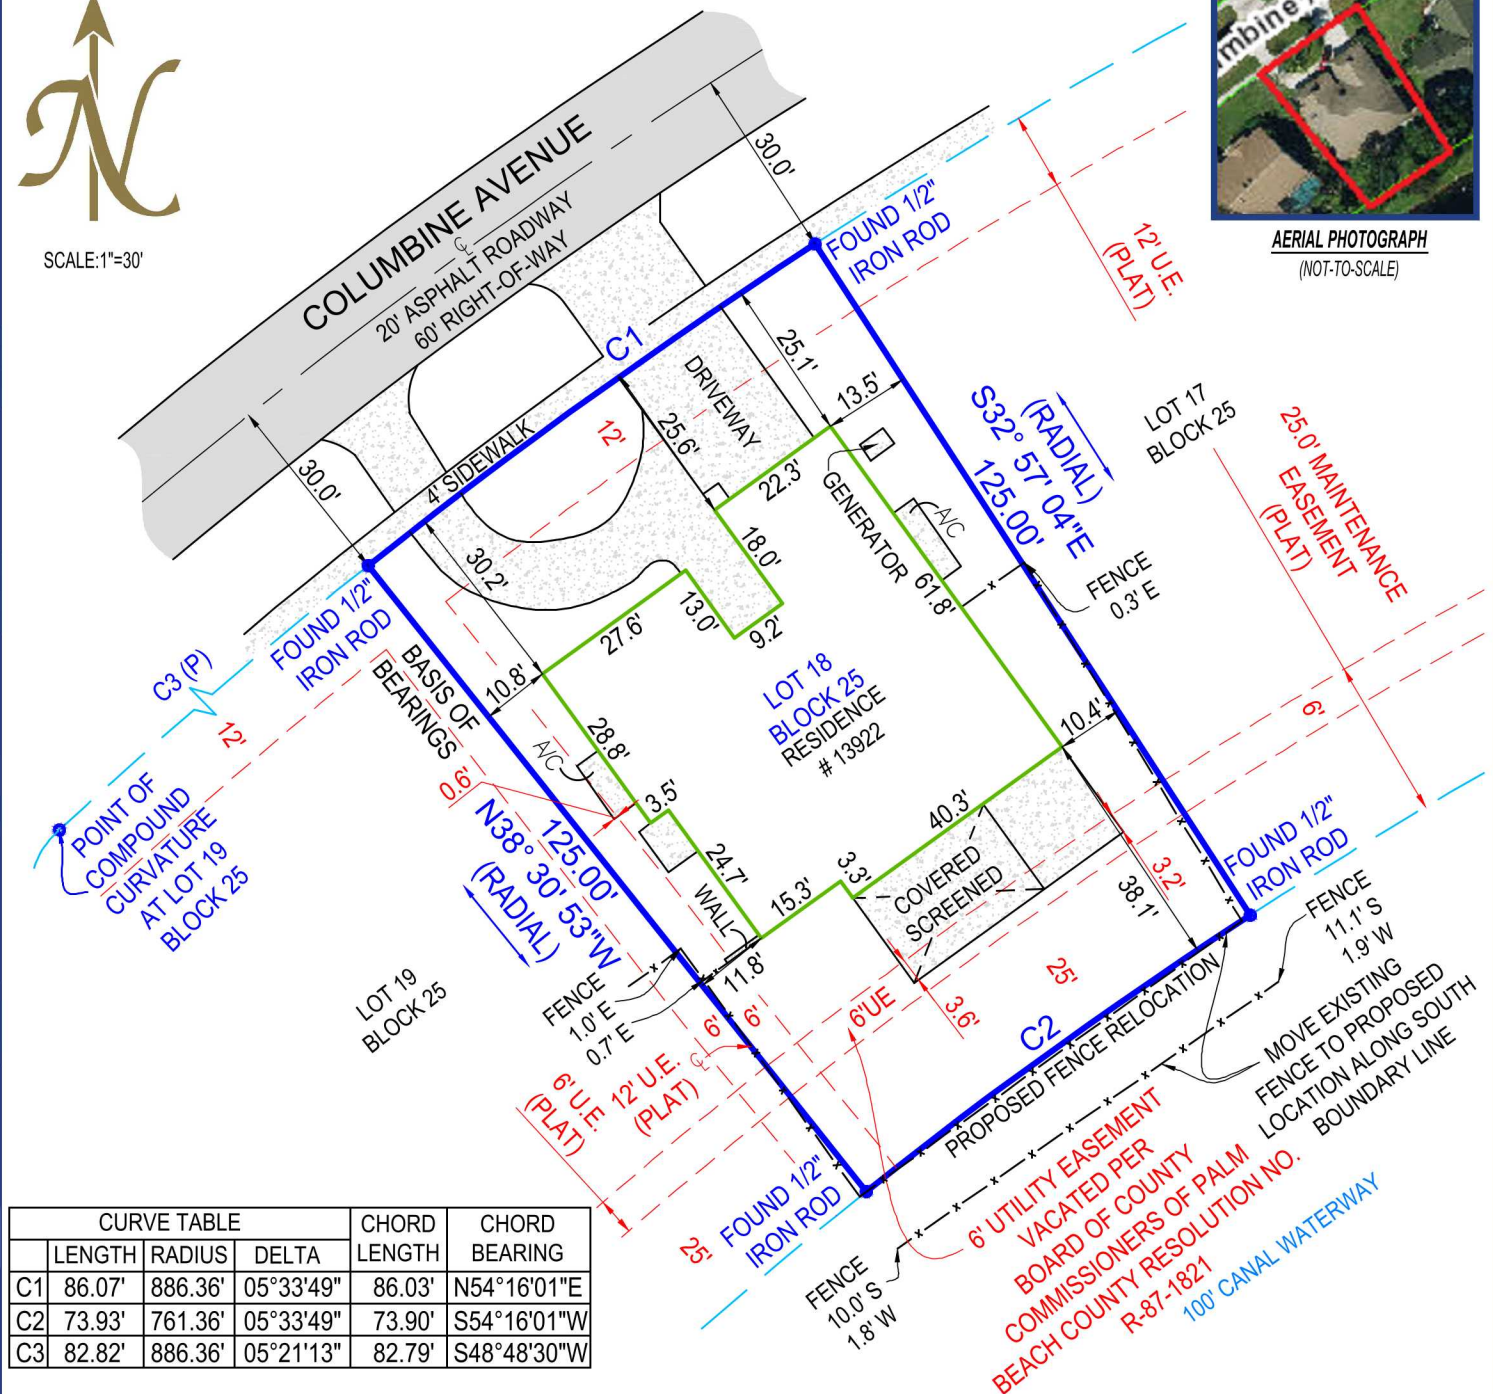 N
SCALE:1"=30'
COLUMBINE AVENUE
20' ASPHALT ROADWAY
60' RIGHT-OF-WAY
30.0'
mbine
AERIAL PHOTOGRAPH
(NOT-TO-SCALE)
FOUND 1/2"
IRON ROD
12' U.E.
(PLAT)
C1
4' SIDEWALK
30.0'
DRIVEWAY
25.1'
13.5'
25.6'
12'
22.3'
GENERATOR
A/C
S32° 57' 04"E
(RADIAL)
125.00'
LOT 17
BLOCK 25
25.0' MAINTENANCE
EASEMENT
(PLAT)
30.2'
18.0'
61.8'
FENCE
0.3' E
FOUND 1/2"
IRON ROD
C3 (P)
12'
BASIS OF
BEARINGS
10.8'
27.6'
13.0'
9.2'
LOT 18
BLOCK 25
RESIDENCE
# 13922
10.4'
6'
POINT OF
COMPOUND
CURVATURE
AT LOT 19
BLOCK 25
A/C
28.8'
0.6'
3.5'
N38° 30' 53"W
125.00'
(RADIAL)
24.7'
WALL
15.3'
3.3'
40.3'
COVERED
SCREENED
3.2'
38.1'
FOUND 1/2"
IRON ROD
FENCE
11.1' S
1.9' W
LOT 19
BLOCK 25
FENCE
1.0' E
0.7' E
11.8'
6'
6'
6'UE
3.6'
25'
C2
PROPOSED FENCE RELOCATION
MOVE EXISTING
FENCE TO PROPOSED
LOCATION ALONG SOUTH
BOUNDARY LINE
6' U.E.
(PLAT)
12' U.E.
(PLAT)
25'
FOUND 1/2"
IRON ROD
FENCE
10.0' S
1.8' W
6' UTILITY EASEMENT
VACATED PER
BOARD OF COUNTY
COMMISSIONERS OF PALM
BEACH COUNTY RESOLUTION NO.
R-87-1821
100' CANAL WATERWAY
CURVE TABLE CHORD CHORD
LENGTH RADIUS DELTA LENGTH BEARING
C1 86.07' 886.36' 05°33'49" 86.03' N54°16'01"E
C2 73.93' 761.36' 05°33'49" 73.90' S54°16'01"W
C3 82.82' 886.36' 05°21'13" 82.79' S48°48'30"W